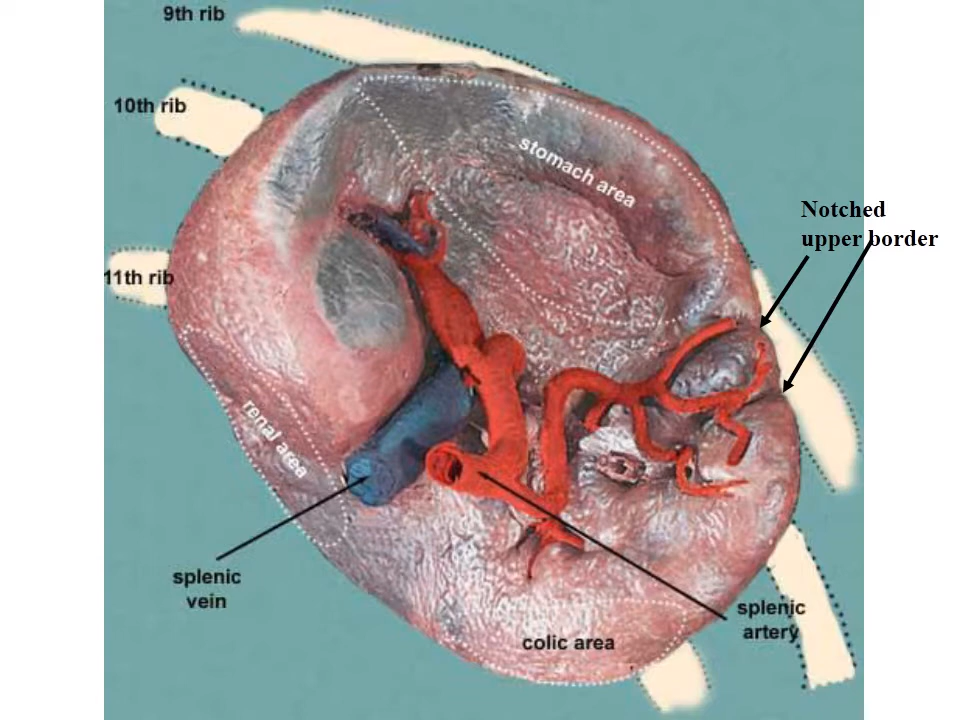 9th rib
10th rib
stomach area
Notched
upper border
11th rib
renal area
splenic
vein
splenic
artery
colic area